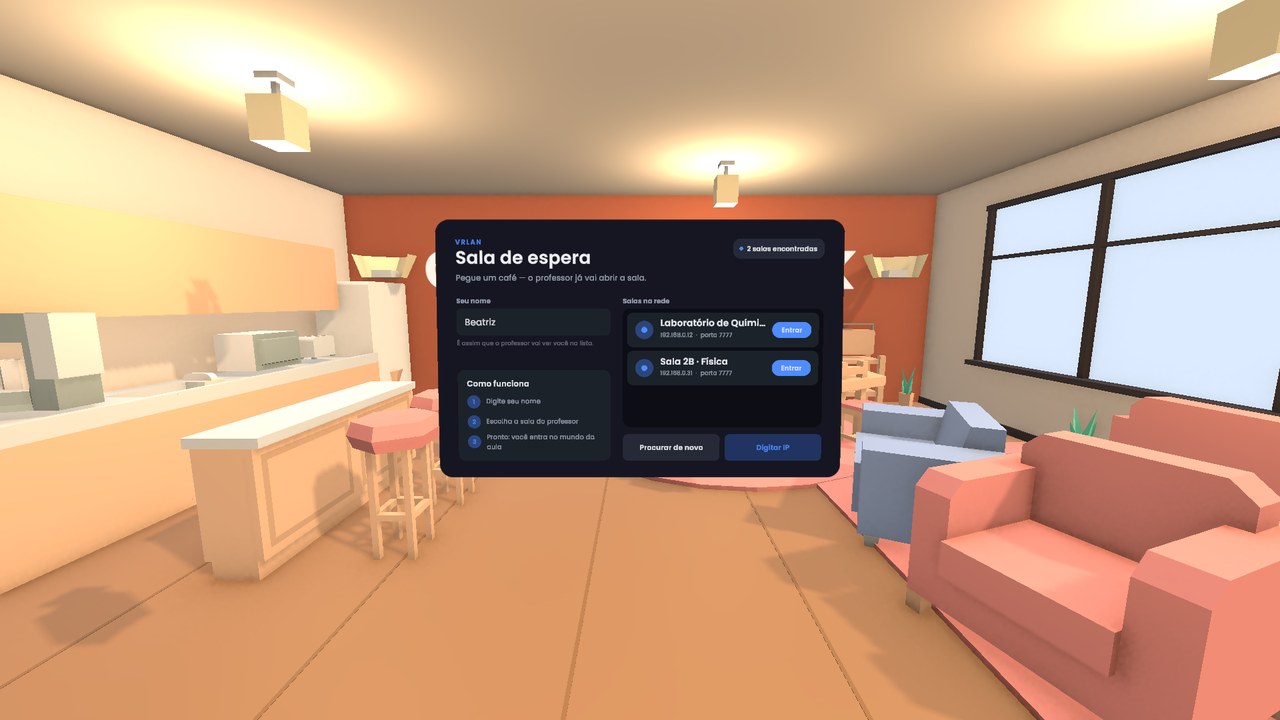 VRLAN
Sala de espera
Pegue um café — o professor já vai abrir a sala.
2 salas encontradas
Seu nome
Beatriz
É assim que o professor vai ver você na lista.
Como funciona
1 Digite seu nome
2 Escolha a sala do professor
3 Pronto: você entra no mundo da
aula
Salas na rede
Laboratório de Quími...
192.168.0.12 · porta 7777
Entrar
Sala 2B · Física
192.168.0.31 · porta 7777
Entrar
Procurar de novo
Digitar IP